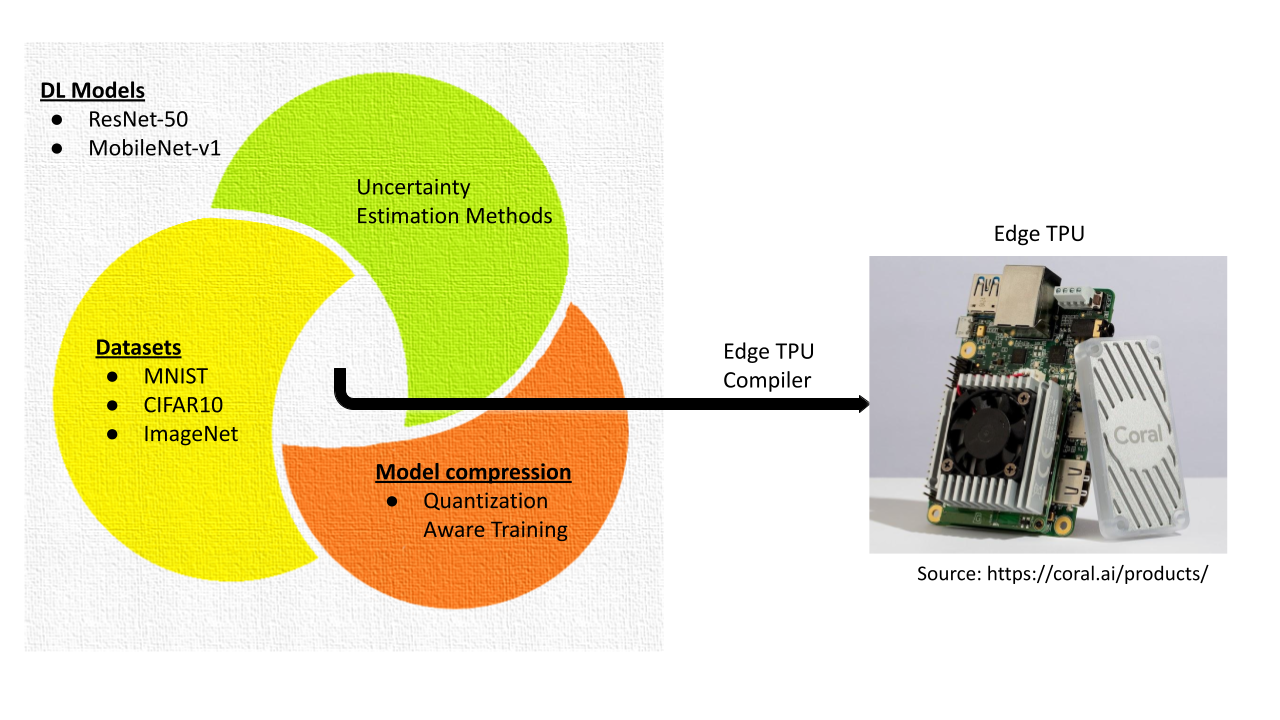 DL Models
● ResNet-50
● MobileNet-v1
Uncertainty
Estimation Methods
Datasets
● MNIST
● CIFAR10
● ImageNet
Model compression
● Quantization
Aware Training
Edge TPU
Compiler
Edge TPU
Coral
Source: https://coral.ai/products/